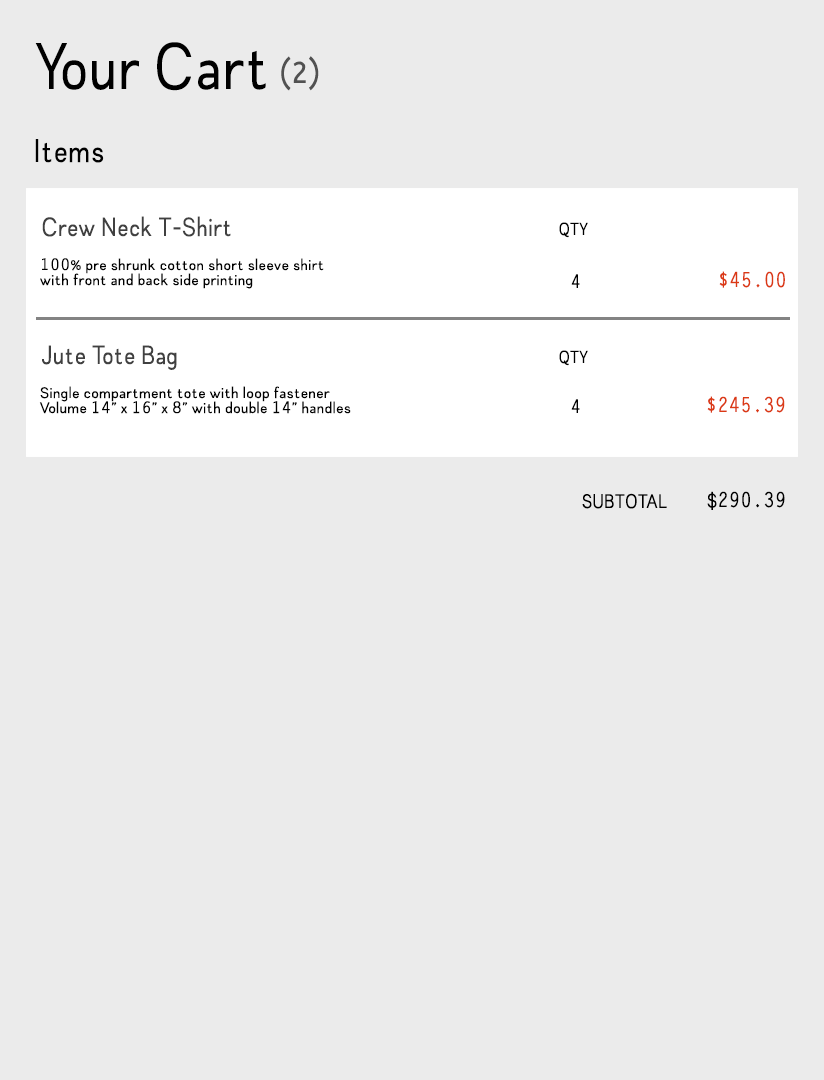 Your Cart (2)
Items
Crew Neck T-Shirt QTY
100% pre shrunk cotton short sleeve shirt
with front and back side printing 4 $45.00
Jute Tote Bag QTY
Single compartment tote with loop fastener
Volume 14” x 16” x 8” with double 14” handles 4 $245.39
SUBTOTAL $290.39